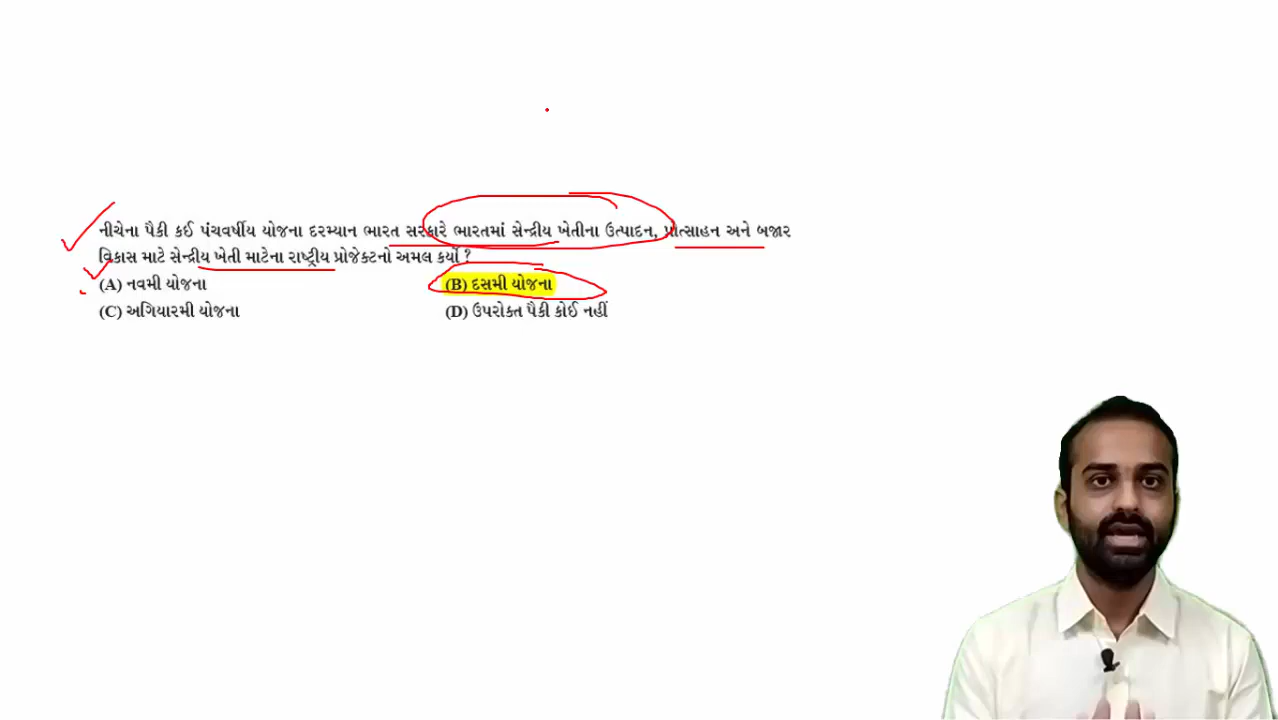 નીચેના પૈકી કઈ પંચવર્ષીય યોજના દરમ્યાન ભારત સરકારે ભારતમાં સેન્દ્રીય ખેતીના ઉત્પાદન, પ્રોત્સાહન અને બજાર
વિકાસ માટે સેન્દ્રીય ખેતી માટેના રાષ્ટ્રીય પ્રોજેક્ટનો અમલ કર્યો ?
(A) નવમી યોજના (B) દસમી યોજના
(C) અગિયારમી યોજના (D) ઉપરોક્ત પૈકી કોઈ નહીં